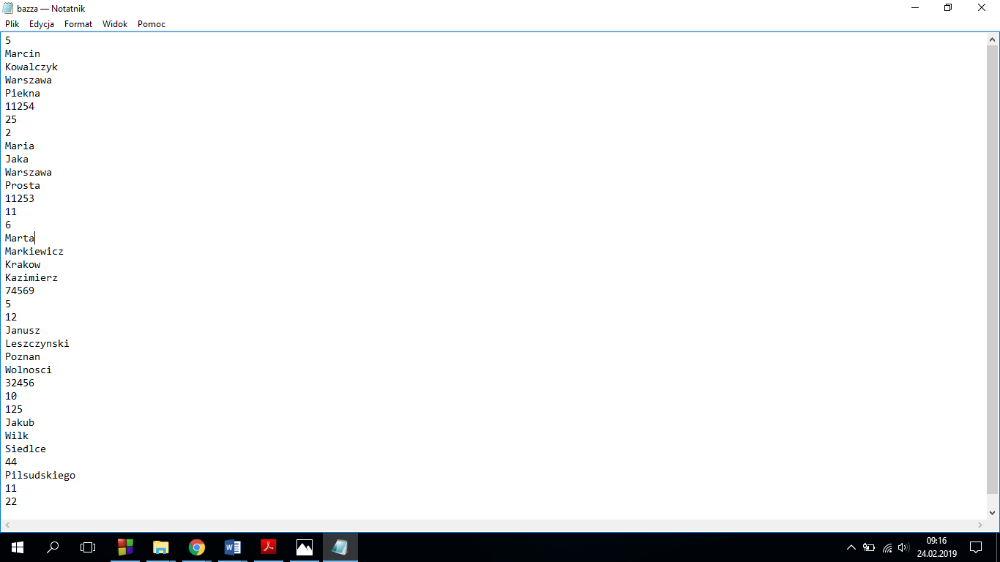 bazza — Notatnik
Plik Edycja Format Widok Pomoc
5
Marcin
Kowalczyk
Warszawa
Piekna
11254
25
2
Maria
Jaka
Warszawa
Prosta
11253
11
6
Marta
Markiewicz
Krakow
Kazimierz
74569
5
12
Janusz
Leszczynski
Poznan
Wolnosci
32456
10
125
Jakub
Wilk
Siedlce
44
Pilsudskiego
11
22
09:16
24.02.2019